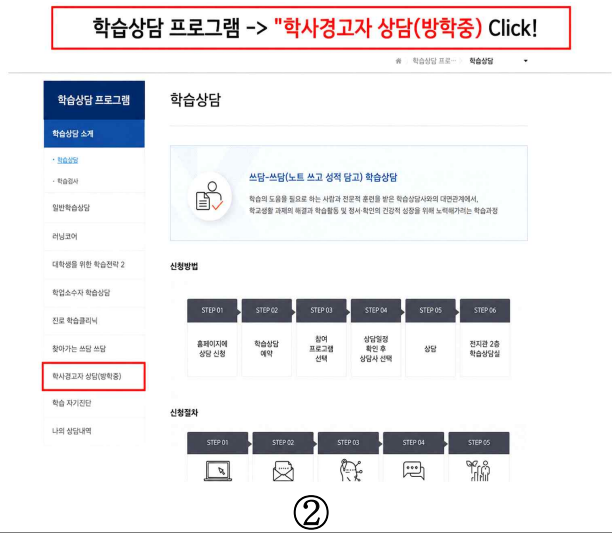 학습상담 프로그램 -> "학사경고자 상담(방학중) Click!
학습상담 프로··· 학습상담
학습상담 프로그램
학습상담
학습상담 소개
· 학습상담
- 학습검사
일반학습상담
러닝코어
대학생을 위한 학습전략 2
학업소수자 학습상담
진로 학습클리닉
찾아가는 쓰담 쓰담
학사경고자 상담(방학중)
학습 자기진단
나의 상담내역
쓰담-쓰담(노트 쓰고 성적 담고) 학습상담
학습의 도움을 필요로 하는 사람과 전문적 훈련을 받은 학습상담사와의 대면관계에서,
학교생활 과제의 해결과 학습활동 및 정서·확인의 건강적 성장을 위해 노력해가려는 학습과정
신청방법
STEP 01 STEP 02 STEP 03 STEP 04 STEP 05 STEP 06
홈페이지에 상담 신청
학습상담 예약
참여 프로그램 선택
상담일정 확인 후 상담사 선택
상담
전지관 2층 학습상담실
신청절차
STEP 01 STEP 02 STEP 03 STEP 04 STEP 05
②